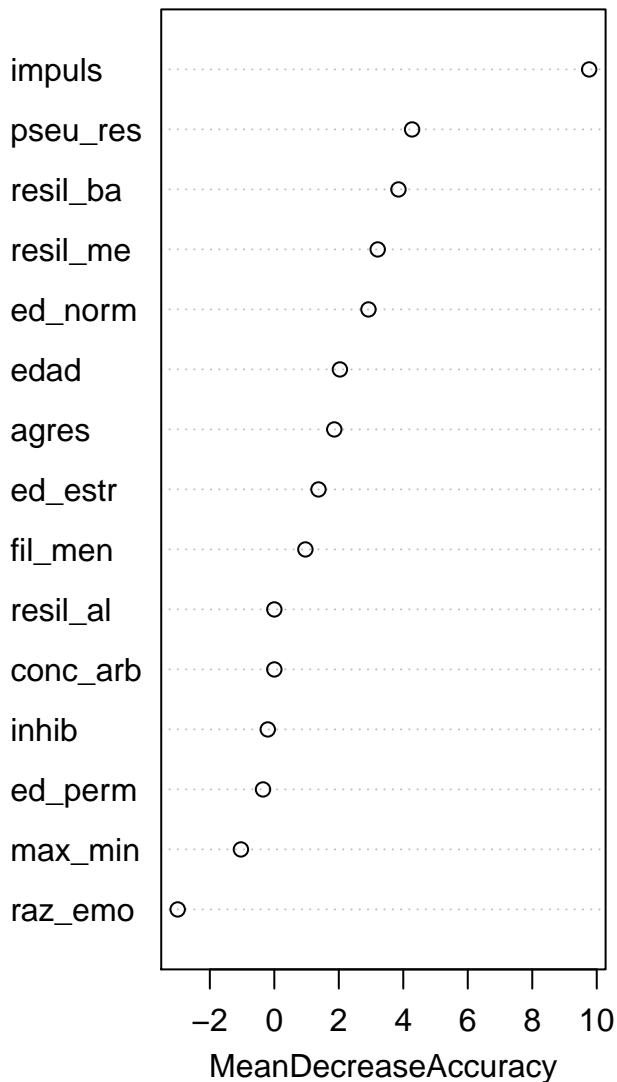 impuls
pseu_res
resil_ba
resil_me
ed_norm
edad
agres
ed_estr
fil_men
resil_al
conc_arb
inhib
ed_perm
max_min
raz_emo
−2 0 2 4 6 8 10
MeanDecreaseAccuracy